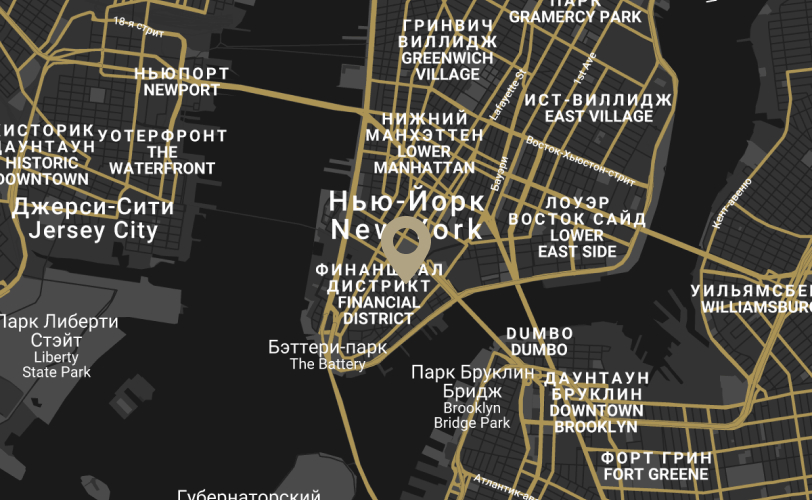 18-я стрит
ПАРК
GRAMERCY PARK
ГРИНВИЧ
ВИЛЛИДЖ
GREENWICH
VILLAGE
1st Ave
НЬЮПОРТ
NEWPORT
Lafayette St
ИСТ-ВИЛЛИДЖ
EAST VILLAGE
НИЖНИЙ
МАНХЭТТЕН
LOWER
MANHATTAN
ИСТОРИК
ДАУНТАУН
HISTORIC
DOWNTOWN
УОТЕРФРОНТ
THE
WATERFRONT
Восток-Хьюстон-стрит
Бауэри
Кент-авеню
Джерси-Сити
Jersey City
Нью-Йорк
New York
ЛОУЭР
ВОСТОК САЙД
LOWER
EAST SIDE
ФИНАНШИАЛ
ДИСТРИКТ
FINANCIAL
DISTRICT
УИЛЬЯМСБЕ
WILLIAMSBURG
Парк Либерти
Стэйт
Liberty
State Park
Бэттери-парк
The Battery
DUMBO
DUMBO
Парк Бруклин
Бридж
Brooklyn
Bridge Park
ДАУНТАУН
БРУКЛИН
DOWNTOWN
BROOKLYN
ФОРТ ГРИН
FORT GREENE
Атлантик-аве
Губернаторский